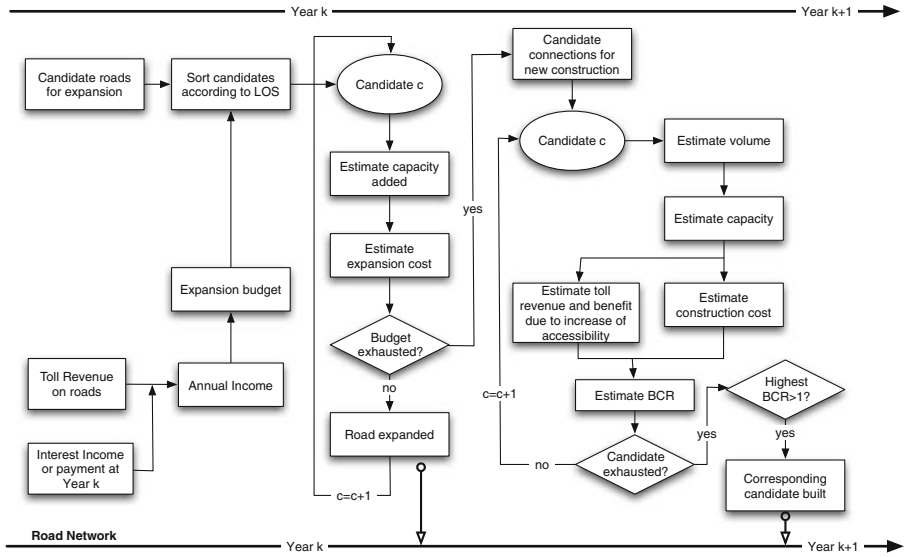 Year k
Year k+1
Candidate roads
for expansion
Sort candidates
according to LOS
Candidate c
Estimate capacity
added
Estimate
expansion cost
Budget
exhausted?
no
yes
Road expanded
c=c+1
Expansion budget
Toll Revenue
on roads
Annual Income
Interest Income
or payment at
Year k
Candidate
connections for
new construction
Candidate c
Estimate volume
Estimate capacity
Estimate toll
revenue and benefit
due to increase of
accessibility
Estimate
construction cost
Estimate BCR
Candidate
exhausted?
no
c=c+1
yes
Highest
BCR>1?
yes
Corresponding
candidate built
Road Network
Year k
Year k+1